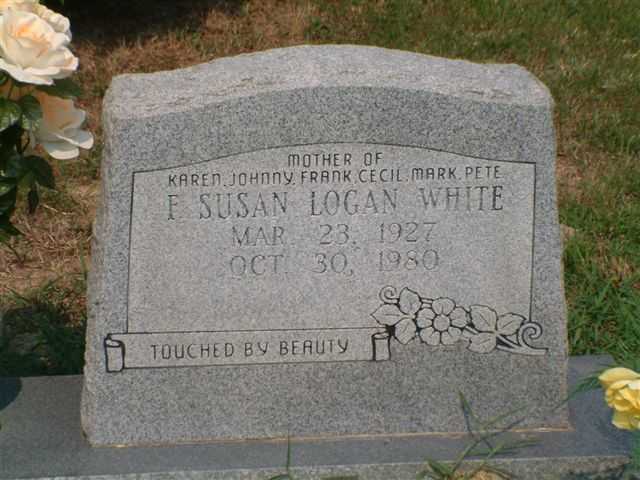 MOTHER OF
KAREN, JOHNNY, FRANK, CECIL, MARK, PETE
F. SUSAN LOGAN WHITE
MAR. 23, 1927
OCT. 30, 1980
TOUCHED BY BEAUTY